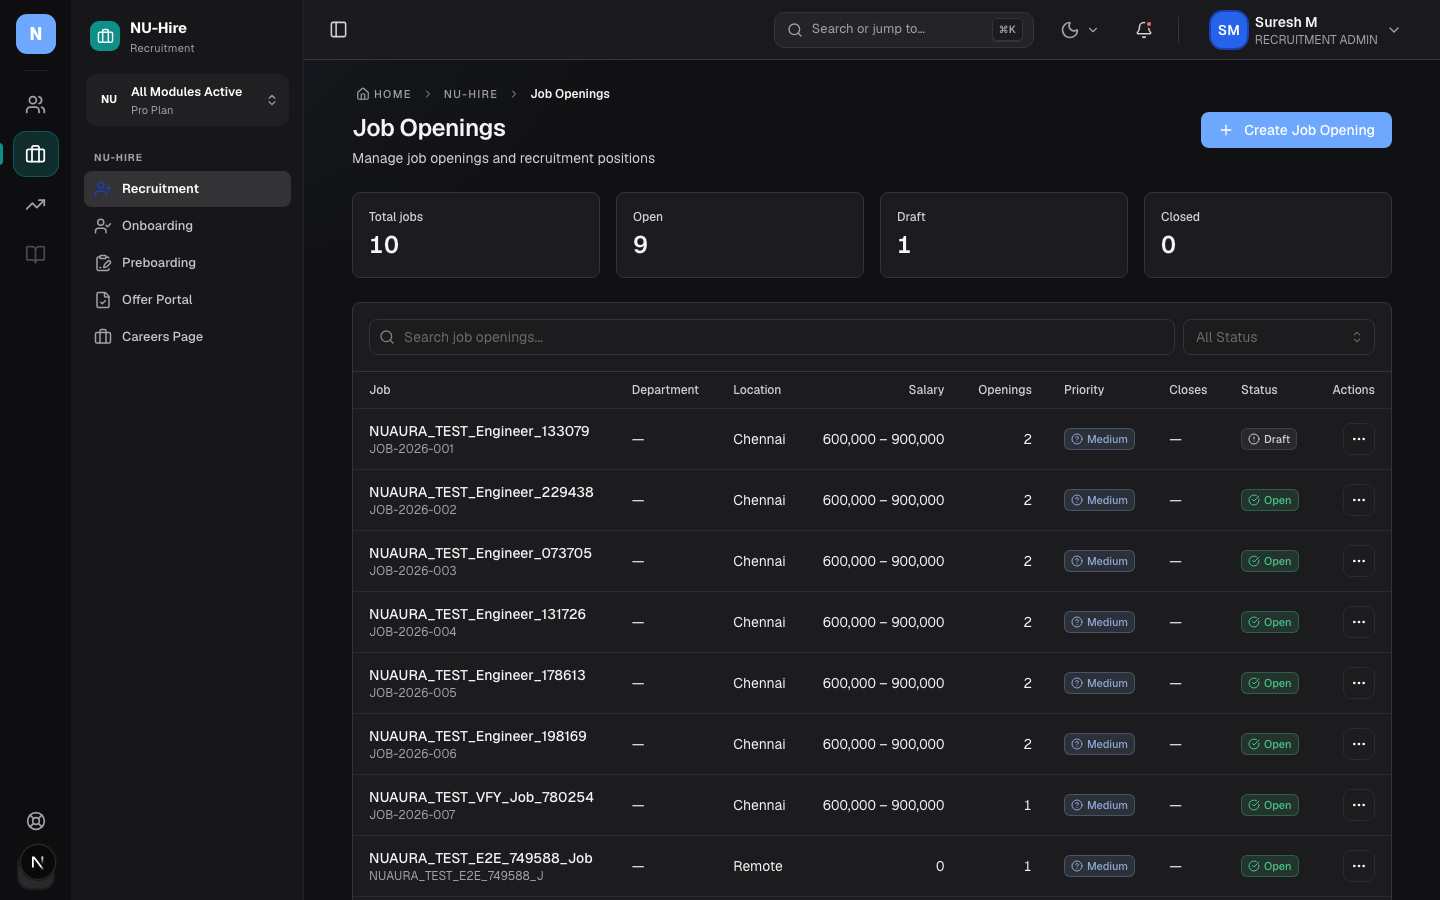 N
NU-Hire
Recruitment
NU
All Modules Active
Pro Plan
NU-HIRE
Recruitment
Onboarding
Preboarding
Offer Portal
Careers Page
N
Search or jump to...
⌘K
SM
Suresh M
RECRUITMENT ADMIN
HOME > NU-HIRE > Job Openings
Job Openings
Manage job openings and recruitment positions
+ Create Job Opening
Total jobs
10
Open
9
Draft
1
Closed
0
Search job openings...
All Status
Job Department Location Salary Openings Priority Closes Status Actions
NUAURA_TEST_Engineer_133079
JOB-2026-001
— Chennai 600,000 – 900,000 2 Medium — Draft ...
NUAURA_TEST_Engineer_229438
JOB-2026-002
— Chennai 600,000 – 900,000 2 Medium — Open ...
NUAURA_TEST_Engineer_073705
JOB-2026-003
— Chennai 600,000 – 900,000 2 Medium — Open ...
NUAURA_TEST_Engineer_131726
JOB-2026-004
— Chennai 600,000 – 900,000 2 Medium — Open ...
NUAURA_TEST_Engineer_178613
JOB-2026-005
— Chennai 600,000 – 900,000 2 Medium — Open ...
NUAURA_TEST_Engineer_198169
JOB-2026-006
— Chennai 600,000 – 900,000 2 Medium — Open ...
NUAURA_TEST_VFY_Job_780254
JOB-2026-007
— Chennai 600,000 – 900,000 1 Medium — Open ...
NUAURA_TEST_E2E_749588_Job
NUAURA_TEST_E2E_749588_J
— Remote 0 1 Medium — Open ...